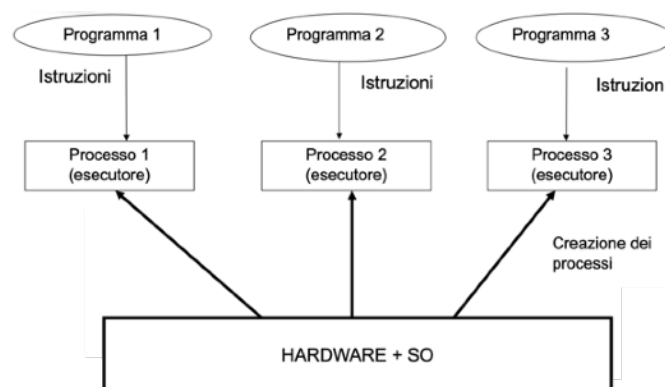 Programma 1
Programma 2
Programma 3
Istruzioni
Istruzioni
Istruzion
Processo 1
(esecutore)
Processo 2
(esecutore)
Processo 3
(esecutore)
Creazione dei
processi
HARDWARE + SO